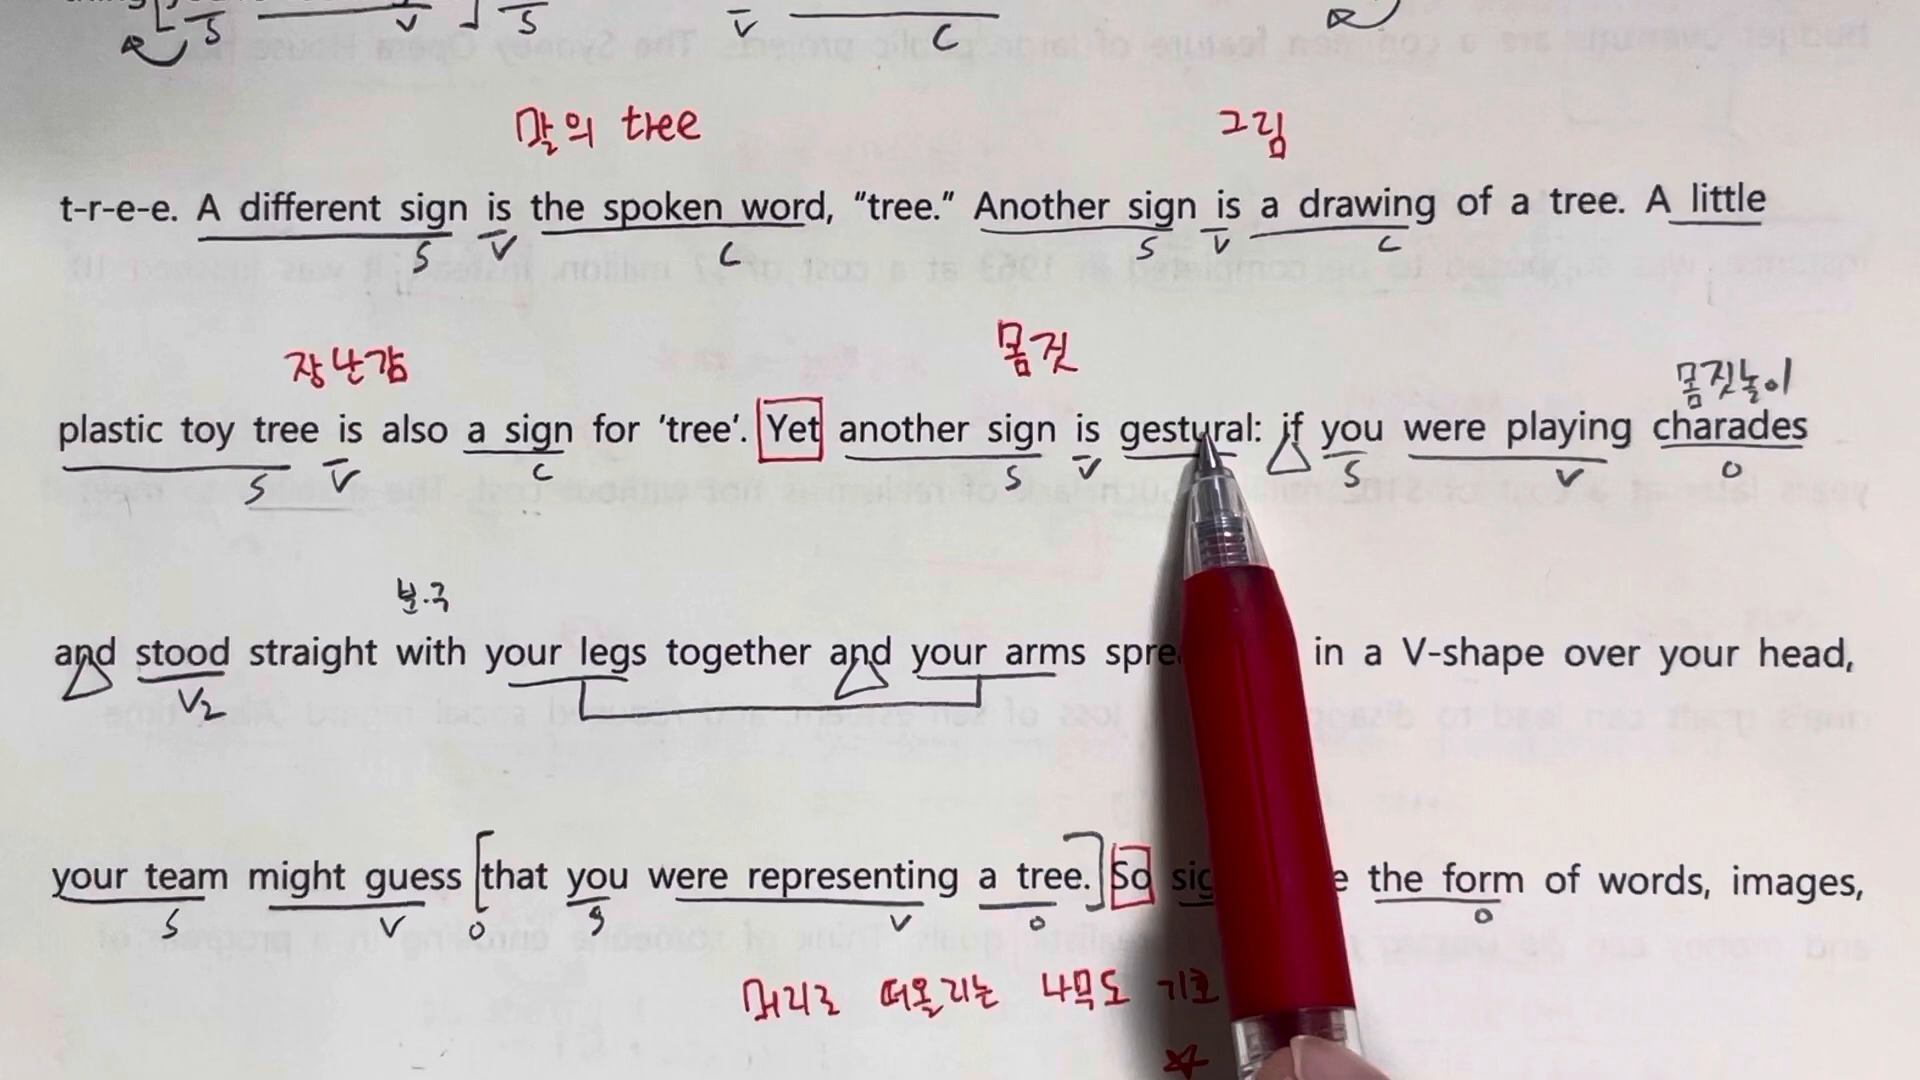 S V S V C
말의 tree 그림
t-r-e-e. A different sign is the spoken word, “tree.” Another sign is a drawing of a tree. A little
S V C S V C
장난감 몸짓 몸짓놀이
plastic toy tree is also a sign for ‘tree’. Yet another sign is gestural: if you were playing charades
S V C S V S V O
분.구
and stood straight with your legs together and your arms in a V-shape over your head,
V2
your team might guess [that you were representing a tree.] So the form of words, images,
S V O S V O O
머리로 떠올리는 나무도 기호